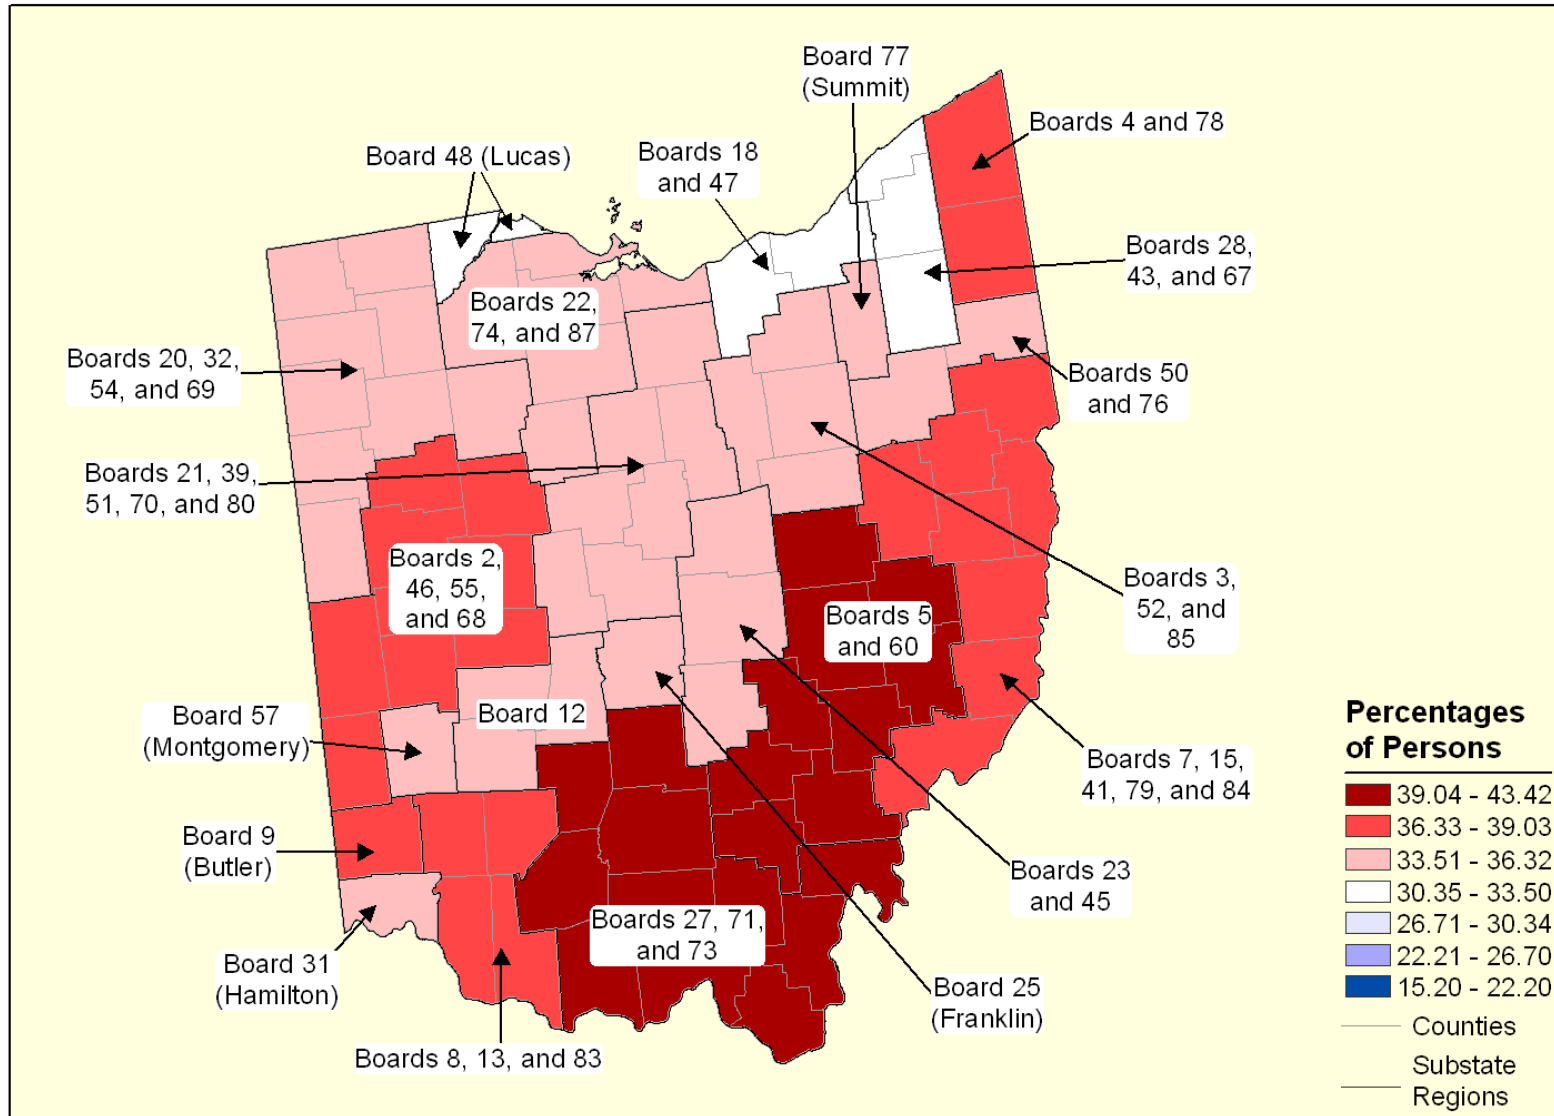 Board 77
(Summit)
Boards 4 and 78
Board 48 (Lucas)
Boards 18
and 47
Boards 28,
43, and 67
Boards 22,
74, and 87
Boards 20, 32,
54, and 69
Boards 50
and 76
Boards 21, 39,
51, 70, and 80
Boards 2,
46, 55,
and 68
Boards 3,
52, and
85
Boards 5
and 60
Board 57
(Montgomery)
Board 12
Boards 7, 15,
41, 79, and 84
Board 9
(Butler)
Boards 23
and 45
Boards 27, 71,
and 73
Board 31
(Hamilton)
Board 25
(Franklin)
Boards 8, 13, and 83
Percentages
of Persons
39.04 - 43.42
36.33 - 39.03
33.51 - 36.32
30.35 - 33.50
26.71 - 30.34
22.21 - 26.70
15.20 - 22.20
Counties
Substate
Regions